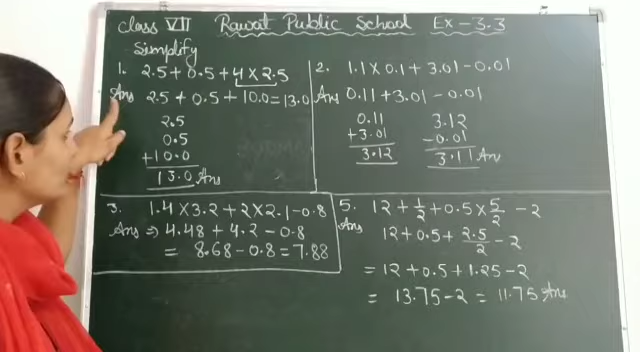 Class VII Rawat Public School Ex-3.3
Simplify
1. 2.5+0.5+4×2.5
Ans 2.5+0.5+10.0=13.0
2.5
0.5
+10.0
13.0 Ans
2. 1.1×0.1+3.01-0.01
Ans 0.11+3.01-0.01
0.11 3.12
+3.01 -0.01
3.12 3.11 Ans
3. 1.4×3.2+2×2.1-0.8
Ans ⇒ 4.48+4.2-0.8
= 8.68-0.8=7.88
5. 12+1/2+0.5×5/2-2
Ans
12+0.5+2.5/2-2
=12+0.5+1.25-2
= 13.75-2=11.75 Ans